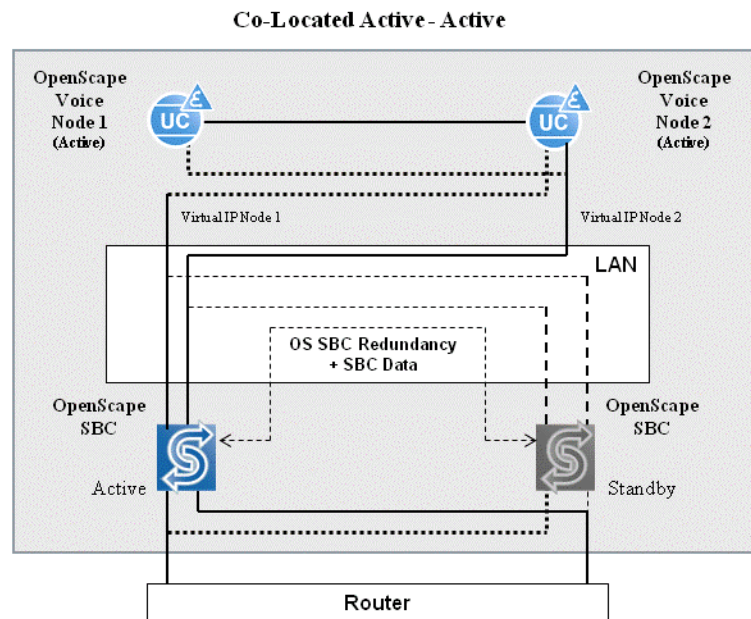 Co-Located Active - Active
OpenScape
Voice
Node 1
(Active)
UC
ε
UC
ε
OpenScape
Voice
Node 2
(Active)
Virtual IP Node 1
Virtual IP Node 2
LAN
OS SBC Redundancy
+ SBC Data
OpenScape
SBC
Active
OpenScape
SBC
Standby
Router